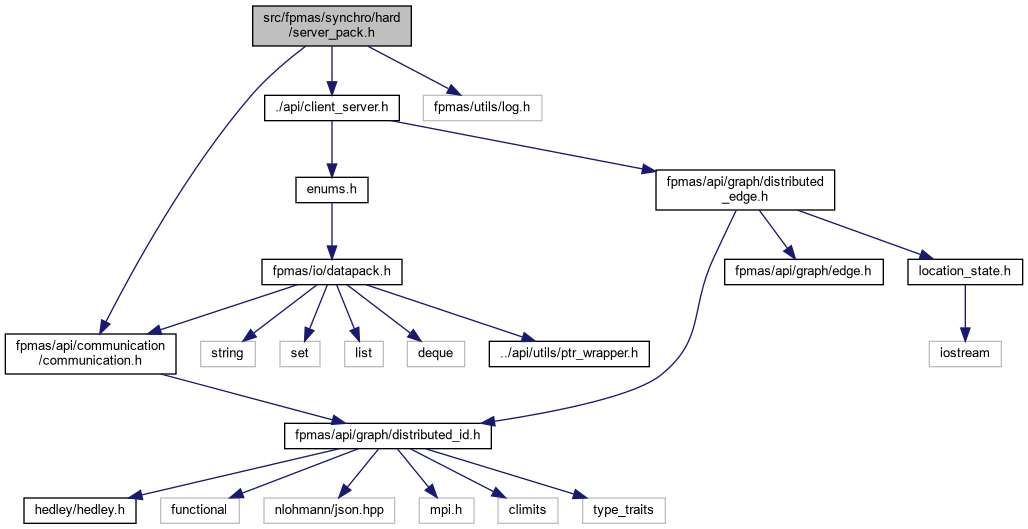 src/fpmas/synchro/hard
/server_pack.h
./api/client_server.h
fpmas/utils/log.h
enums.h
fpmas/api/graph/distributed
_edge.h
fpmas/io/datapack.h
fpmas/api/graph/edge.h
location_state.h
fpmas/api/communication
/communication.h
string
set
list
deque
../api/utils/ptr_wrapper.h
iostream
fpmas/api/graph/distributed_id.h
hedley/hedley.h
functional
nlohmann/json.hpp
mpi.h
climits
type_traits